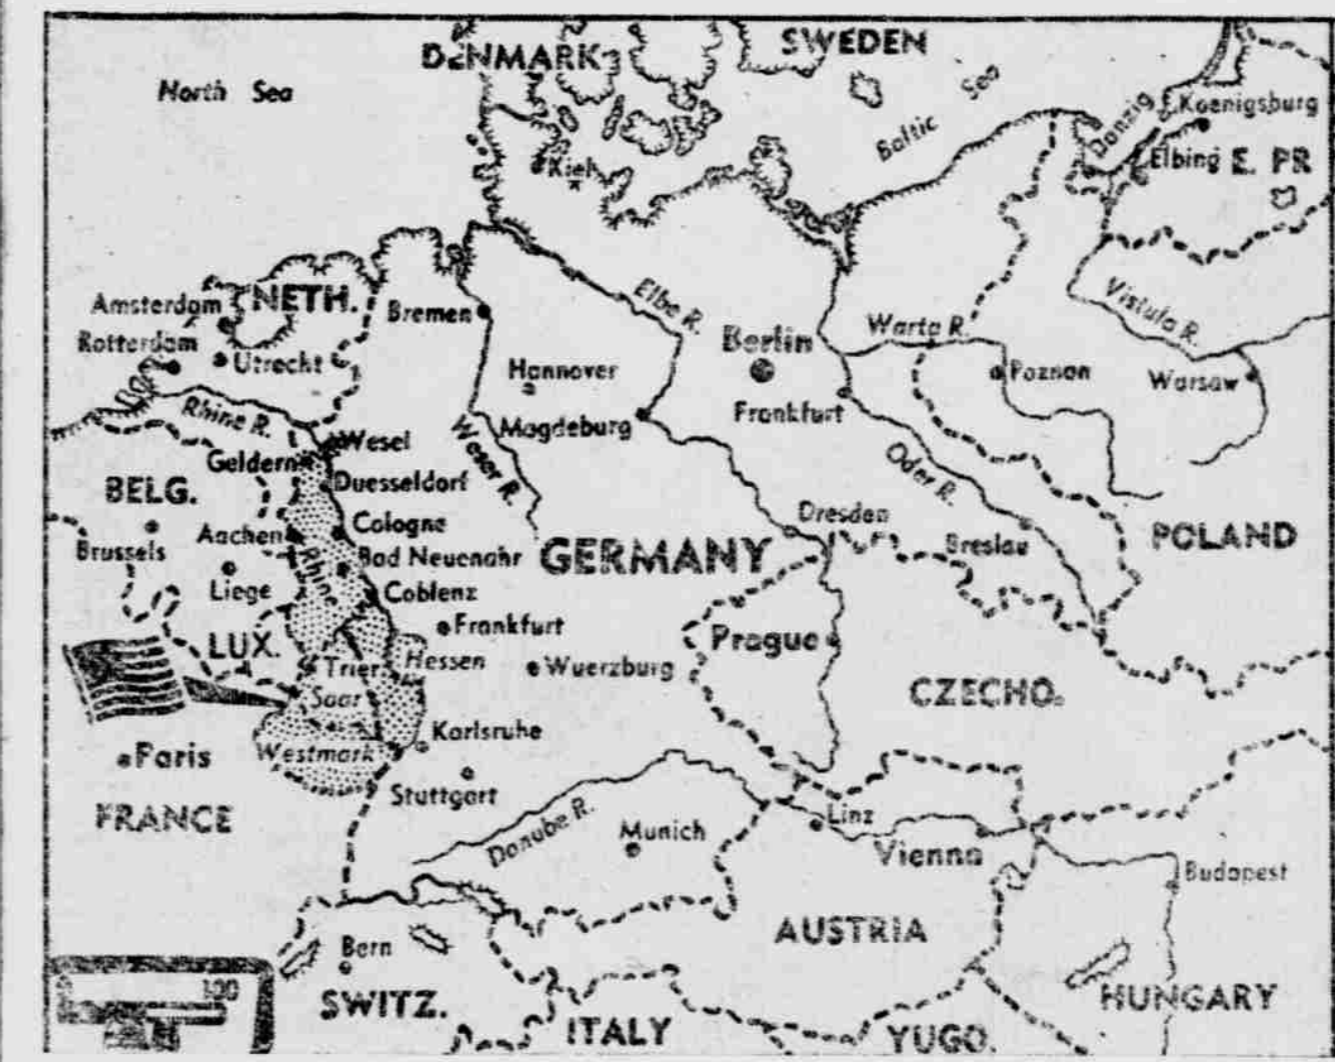 DENMARK
SWEDEN
North Sea
Baltic Sea
Danzig
Koenigsburg
Elbing E. PR
Kiel
Amsterdam
NETH.
Bremen
Elbe R.
Vistula R.
Rotterdam
Utrecht
Hannover
Berlin
Warta R.
Poznan
Warsaw
Rhine R.
Wesel
Magdeburg
Frankfurt
Geldern
Weser R.
Oder R.
BELG.
Duesseldorf
Brussels
Aachen
Cologne
Dresden
Breslau
POLAND
Bad Neuenahr
GERMANY
Liege
Coblenz
LUX.
Frankfurt
Prague
Trier
Hessen
Wuerzburg
CZECHO.
Saar
Westmark
Karlsruhe
Paris
Stuttgart
FRANCE
Danube R.
Munich
Linz
Vienna
Budapest
AUSTRIA
Bern
SWITZ.
ITALY
YUGO.
HUNGARY